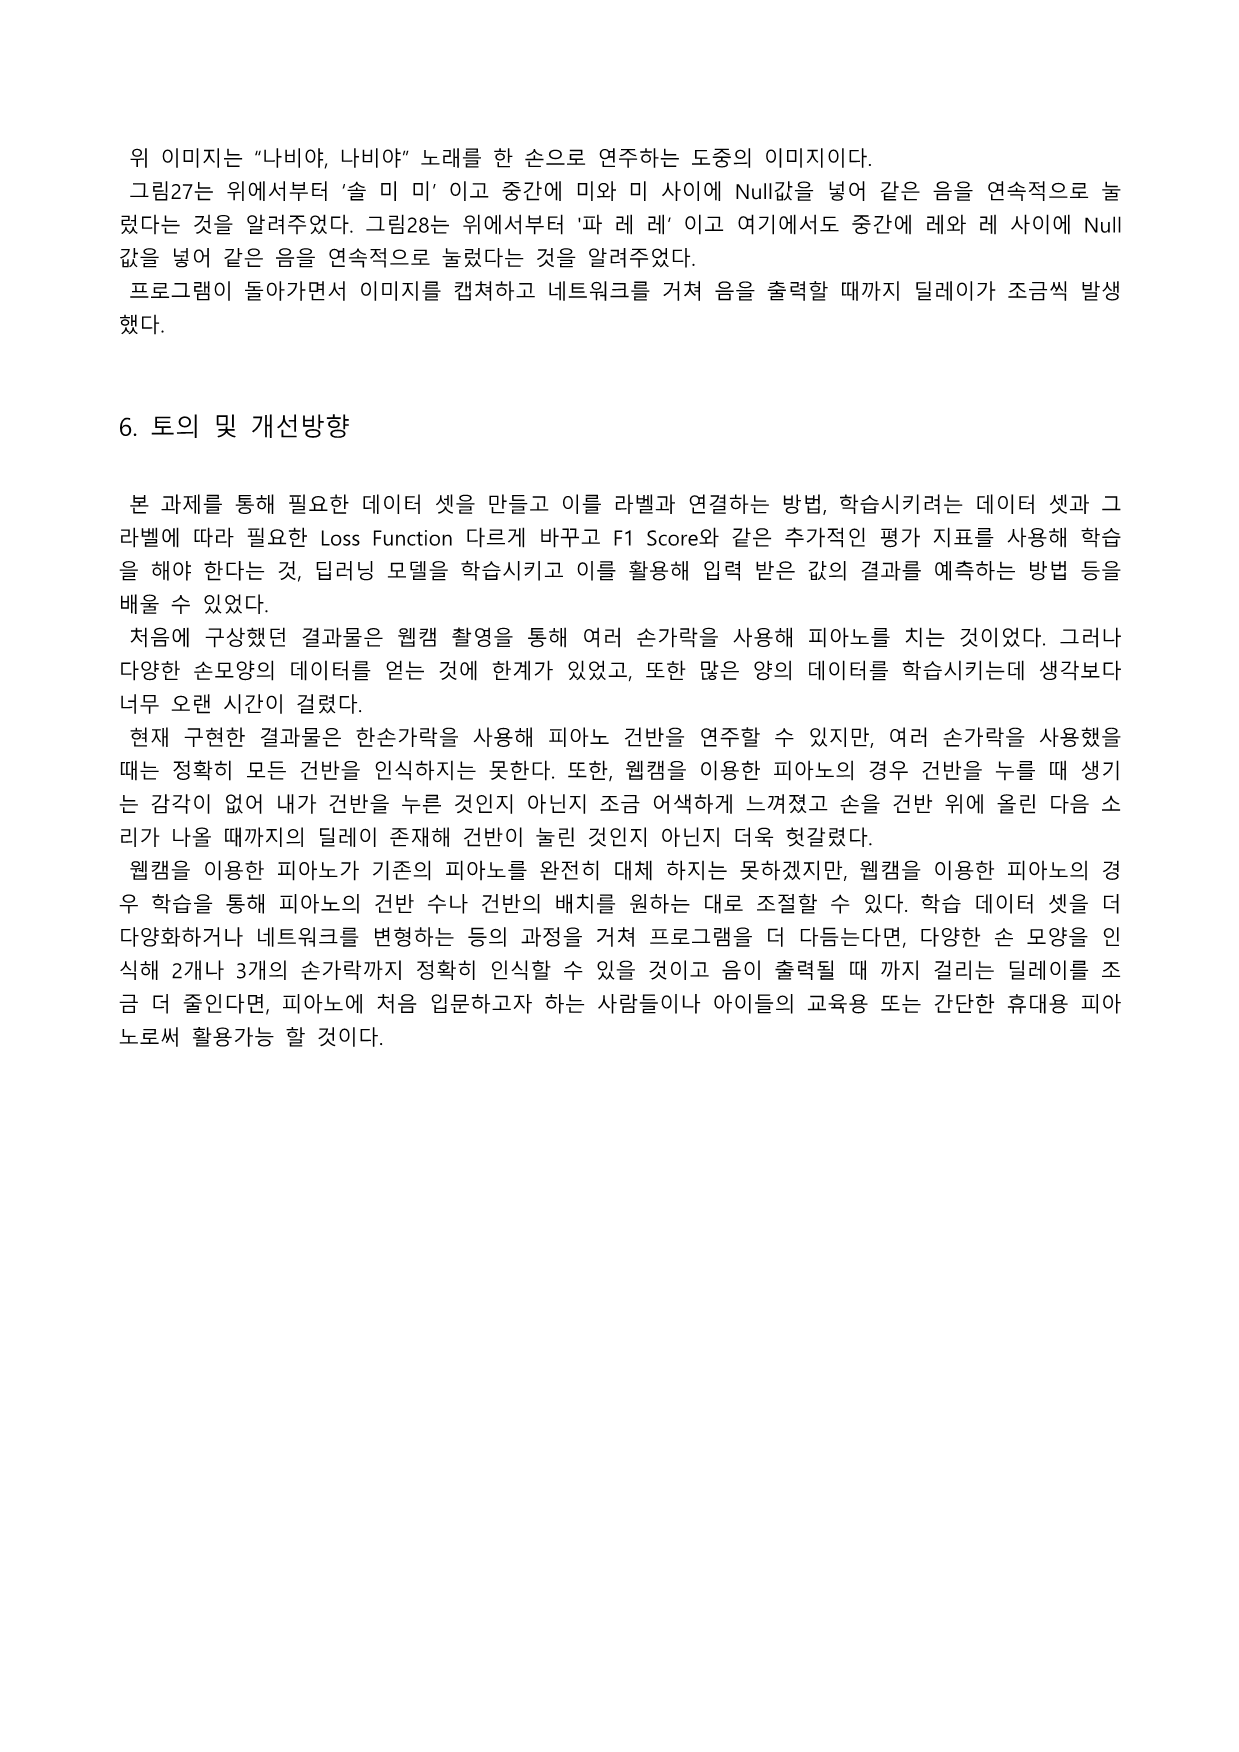 위 이미지는 “나비야, 나비야” 노래를 한 손으로 연주하는 도중의 이미지이다.
그림27는 위에서부터 ‘솔 미 미’ 이고 중간에 미와 미 사이에 Null값을 넣어 같은 음을 연속적으로 눌
렀다는 것을 알려주었다. 그림28는 위에서부터 '파 레 레’ 이고 여기에서도 중간에 레와 레 사이에 Null
값을 넣어 같은 음을 연속적으로 눌렀다는 것을 알려주었다.
프로그램이 돌아가면서 이미지를 캡쳐하고 네트워크를 거쳐 음을 출력할 때까지 딜레이가 조금씩 발생
했다.
6. 토의 및 개선방향
본 과제를 통해 필요한 데이터 셋을 만들고 이를 라벨과 연결하는 방법, 학습시키려는 데이터 셋과 그
라벨에 따라 필요한 Loss Function 다르게 바꾸고 F1 Score와 같은 추가적인 평가 지표를 사용해 학습
을 해야 한다는 것, 딥러닝 모델을 학습시키고 이를 활용해 입력 받은 값의 결과를 예측하는 방법 등을
배울 수 있었다.
처음에 구상했던 결과물은 웹캠 촬영을 통해 여러 손가락을 사용해 피아노를 치는 것이었다. 그러나
다양한 손모양의 데이터를 얻는 것에 한계가 있었고, 또한 많은 양의 데이터를 학습시키는데 생각보다
너무 오랜 시간이 걸렸다.
현재 구현한 결과물은 한손가락을 사용해 피아노 건반을 연주할 수 있지만, 여러 손가락을 사용했을
때는 정확히 모든 건반을 인식하지는 못한다. 또한, 웹캠을 이용한 피아노의 경우 건반을 누를 때 생기
는 감각이 없어 내가 건반을 누른 것인지 아닌지 조금 어색하게 느껴졌고 손을 건반 위에 올린 다음 소
리가 나올 때까지의 딜레이 존재해 건반이 눌린 것인지 아닌지 더욱 헛갈렸다.
웹캠을 이용한 피아노가 기존의 피아노를 완전히 대체 하지는 못하겠지만, 웹캠을 이용한 피아노의 경
우 학습을 통해 피아노의 건반 수나 건반의 배치를 원하는 대로 조절할 수 있다. 학습 데이터 셋을 더
다양화하거나 네트워크를 변형하는 등의 과정을 거쳐 프로그램을 더 다듬는다면, 다양한 손 모양을 인
식해 2개나 3개의 손가락까지 정확히 인식할 수 있을 것이고 음이 출력될 때 까지 걸리는 딜레이를 조
금 더 줄인다면, 피아노에 처음 입문하고자 하는 사람들이나 아이들의 교육용 또는 간단한 휴대용 피아
노로써 활용가능 할 것이다.